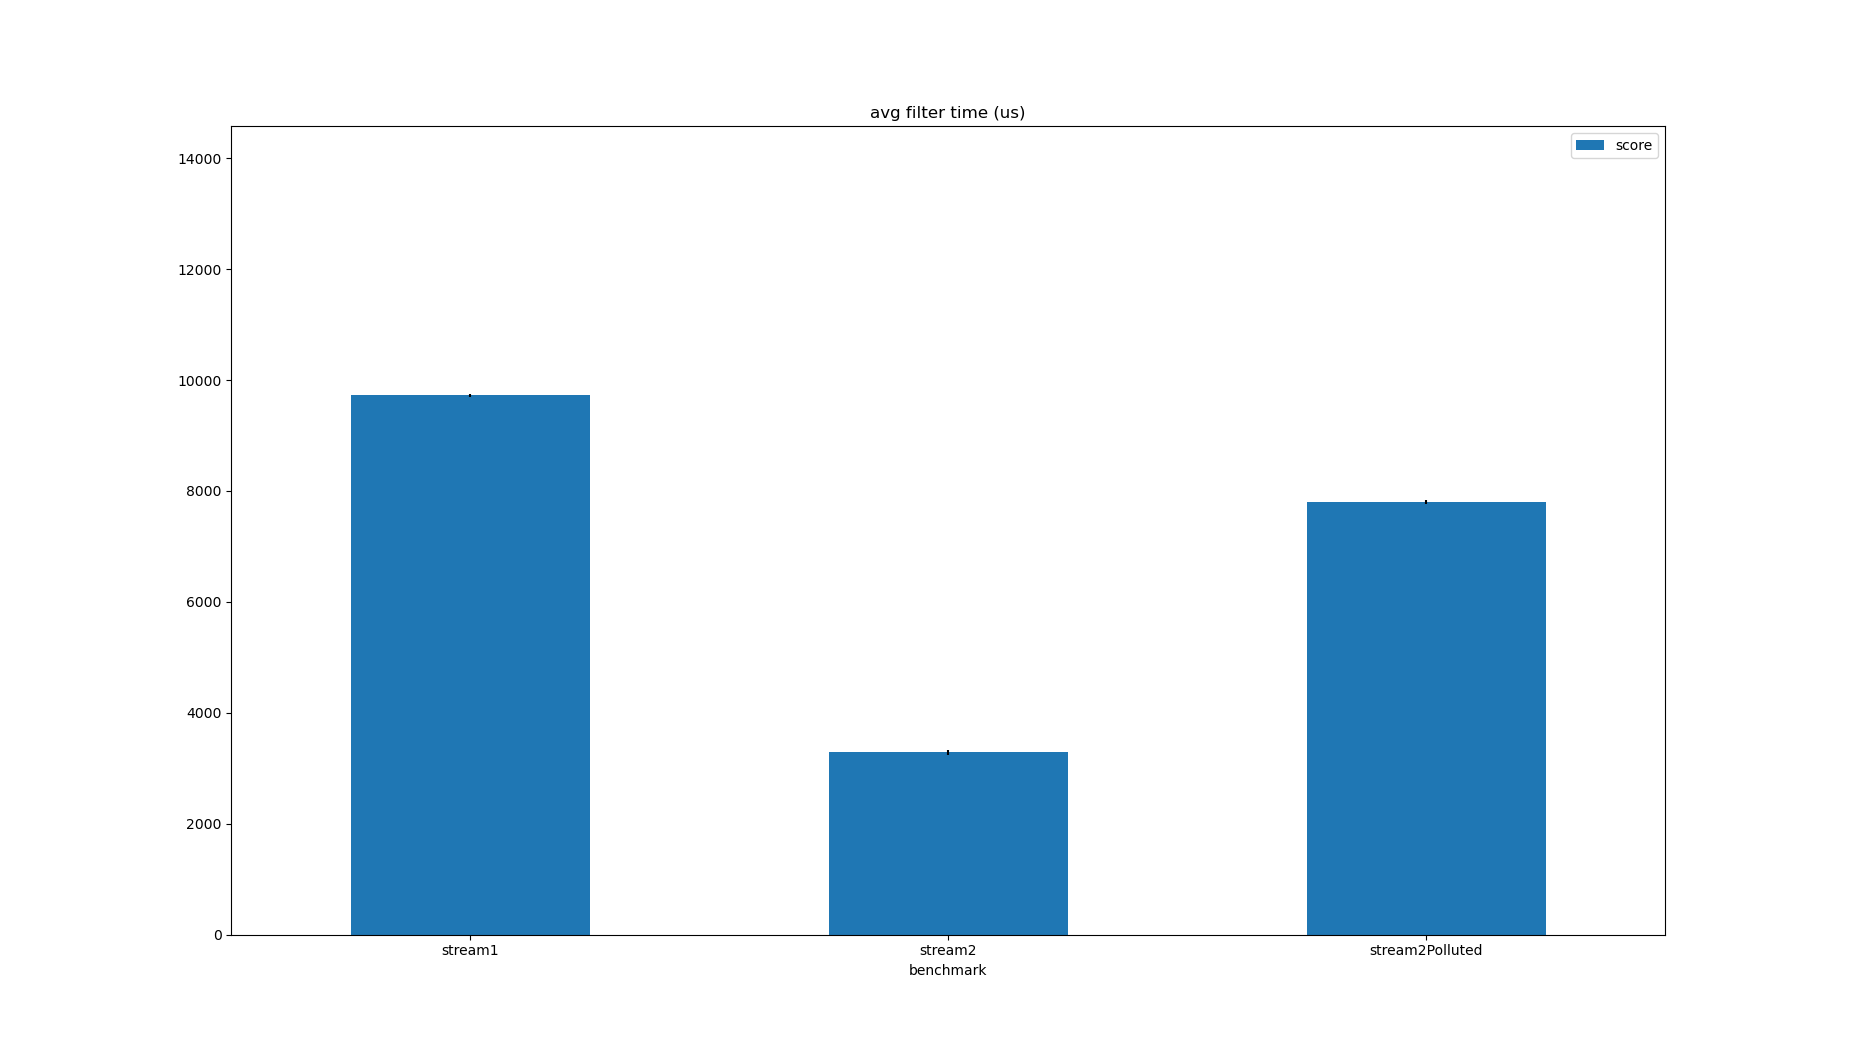 avg filter time (us)
score
14000
12000
10000
8000
6000
4000
2000
0
stream1
stream2
stream2Polluted
benchmark